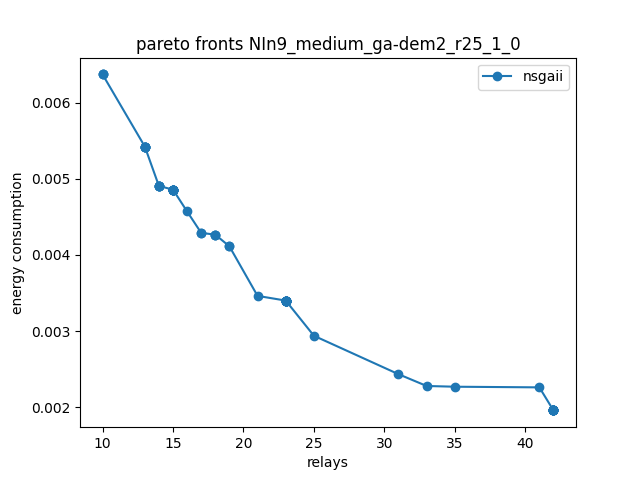 pareto fronts NIn9_medium_ga-dem2_r25_1_0
nsgaii
0.006
0.005
0.004
0.003
0.002
energy consumption
10 15 20 25 30 35 40
relays